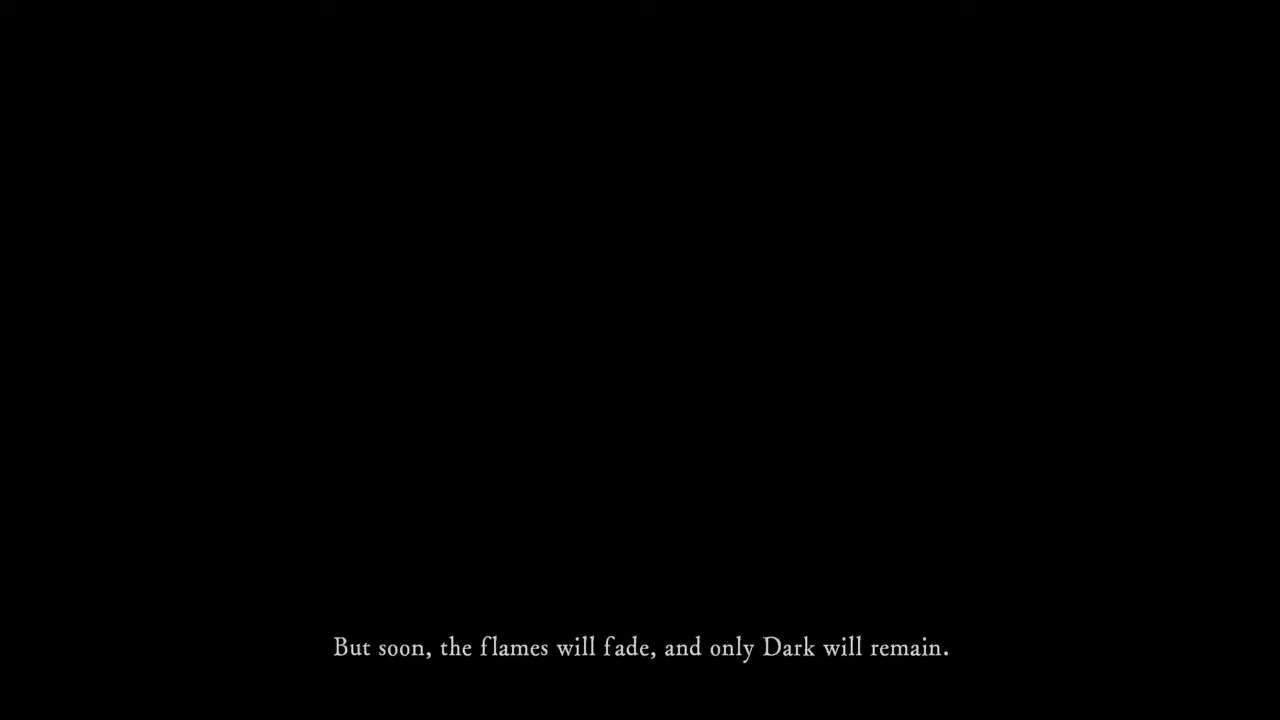 But soon, the flames will fade, and only Dark will remain.